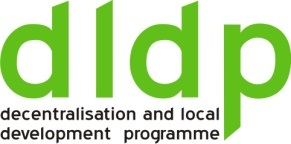 dldp
decentralisation and local
development programme